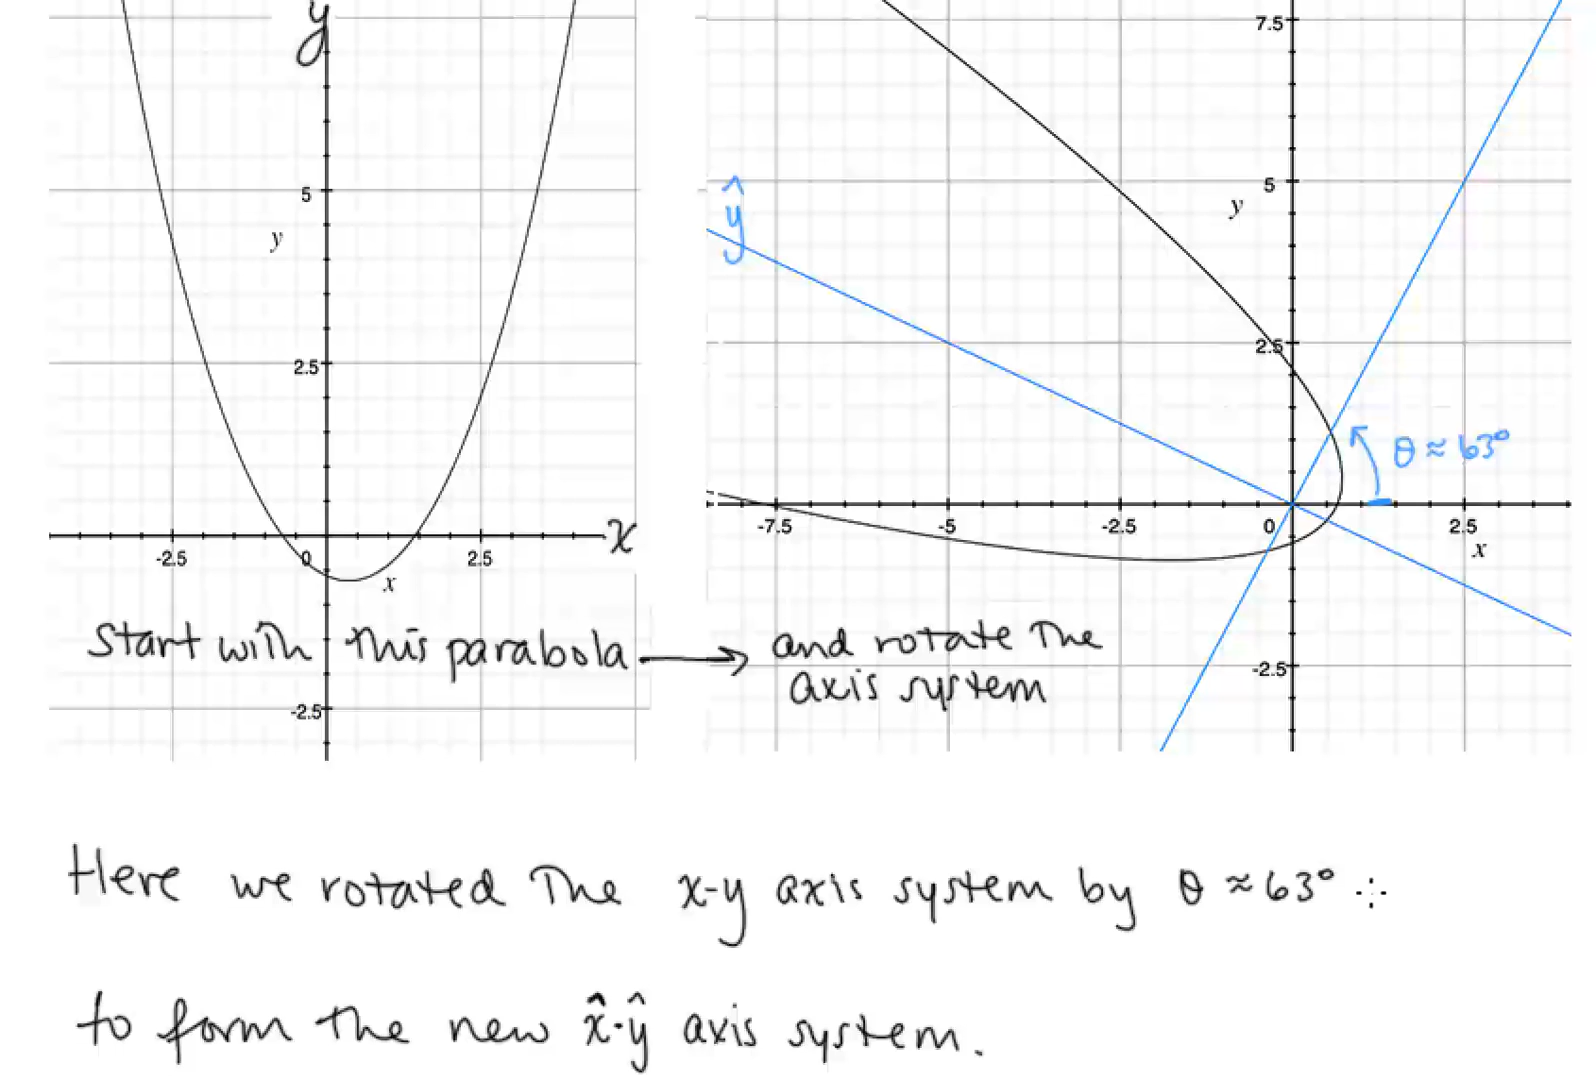 y
7.5
5
5
y
ŷ
y
2.5
2.5
θ ≈ 63°
-7.5
-5
-2.5
0
2.5
x
-2.5
0
2.5
x
x
Start with this parabola → and rotate the
axis system
-2.5
-2.5
Here we rotated the x-y axis system by θ ≈ 63°
to form the new x̂-ŷ axis system.